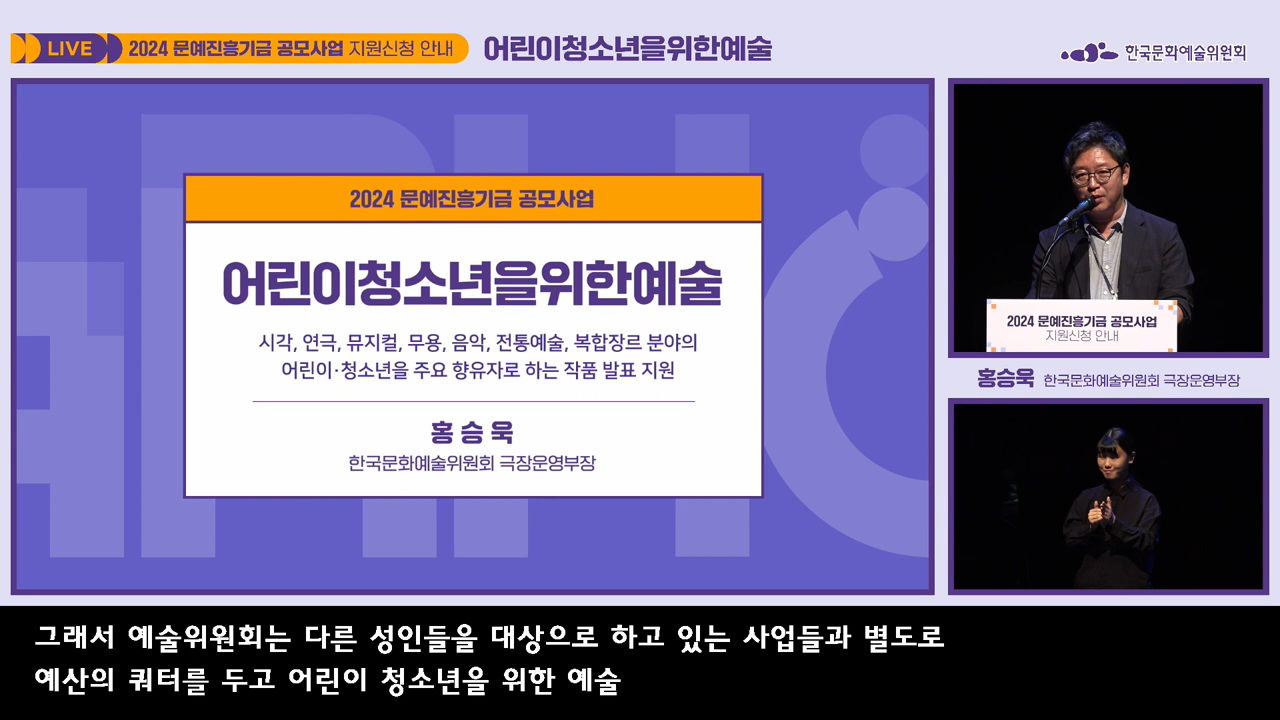 LIVE 2024 문예진흥기금 공모사업 지원신청 안내 어린이청소년을위한예술
한국문화예술위원회
2024 문예진흥기금 공모사업
어린이청소년을위한예술
시각, 연극, 뮤지컬, 무용, 음악, 전통예술, 복합장르 분야의
어린이·청소년을 주요 향유자로 하는 작품 발표 지원
홍 승 욱
한국문화예술위원회 극장운영부장
2024 문예진흥기금 공모사업
지원신청 안내
홍승욱 한국문화예술위원회 극장운영부장
그래서 예술위원회는 다른 성인들을 대상으로 하고 있는 사업들과 별도로
예산의 쿼터를 두고 어린이 청소년을 위한 예술